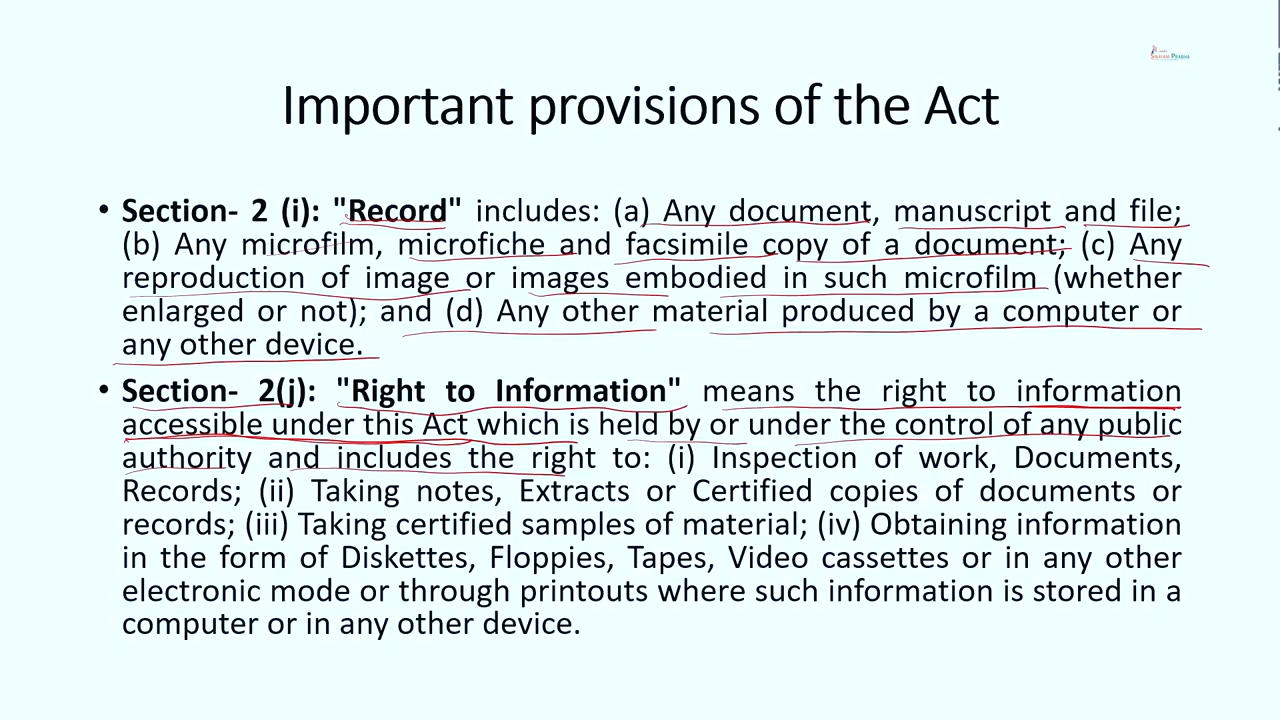 Important provisions of the Act
• Section- 2 (i): "Record" includes: (a) Any document, manuscript and file;
(b) Any microfilm, microfiche and facsimile copy of a document; (c) Any
reproduction of image or images embodied in such microfilm (whether
enlarged or not); and (d) Any other material produced by a computer or
any other device.
• Section- 2(j): "Right to Information" means the right to information
accessible under this Act which is held by or under the control of any public
authority and includes the right to: (i) Inspection of work, Documents,
Records; (ii) Taking notes, Extracts or Certified copies of documents or
records; (iii) Taking certified samples of material; (iv) Obtaining information
in the form of Diskettes, Floppies, Tapes, Video cassettes or in any other
electronic mode or through printouts where such information is stored in a
computer or in any other device.